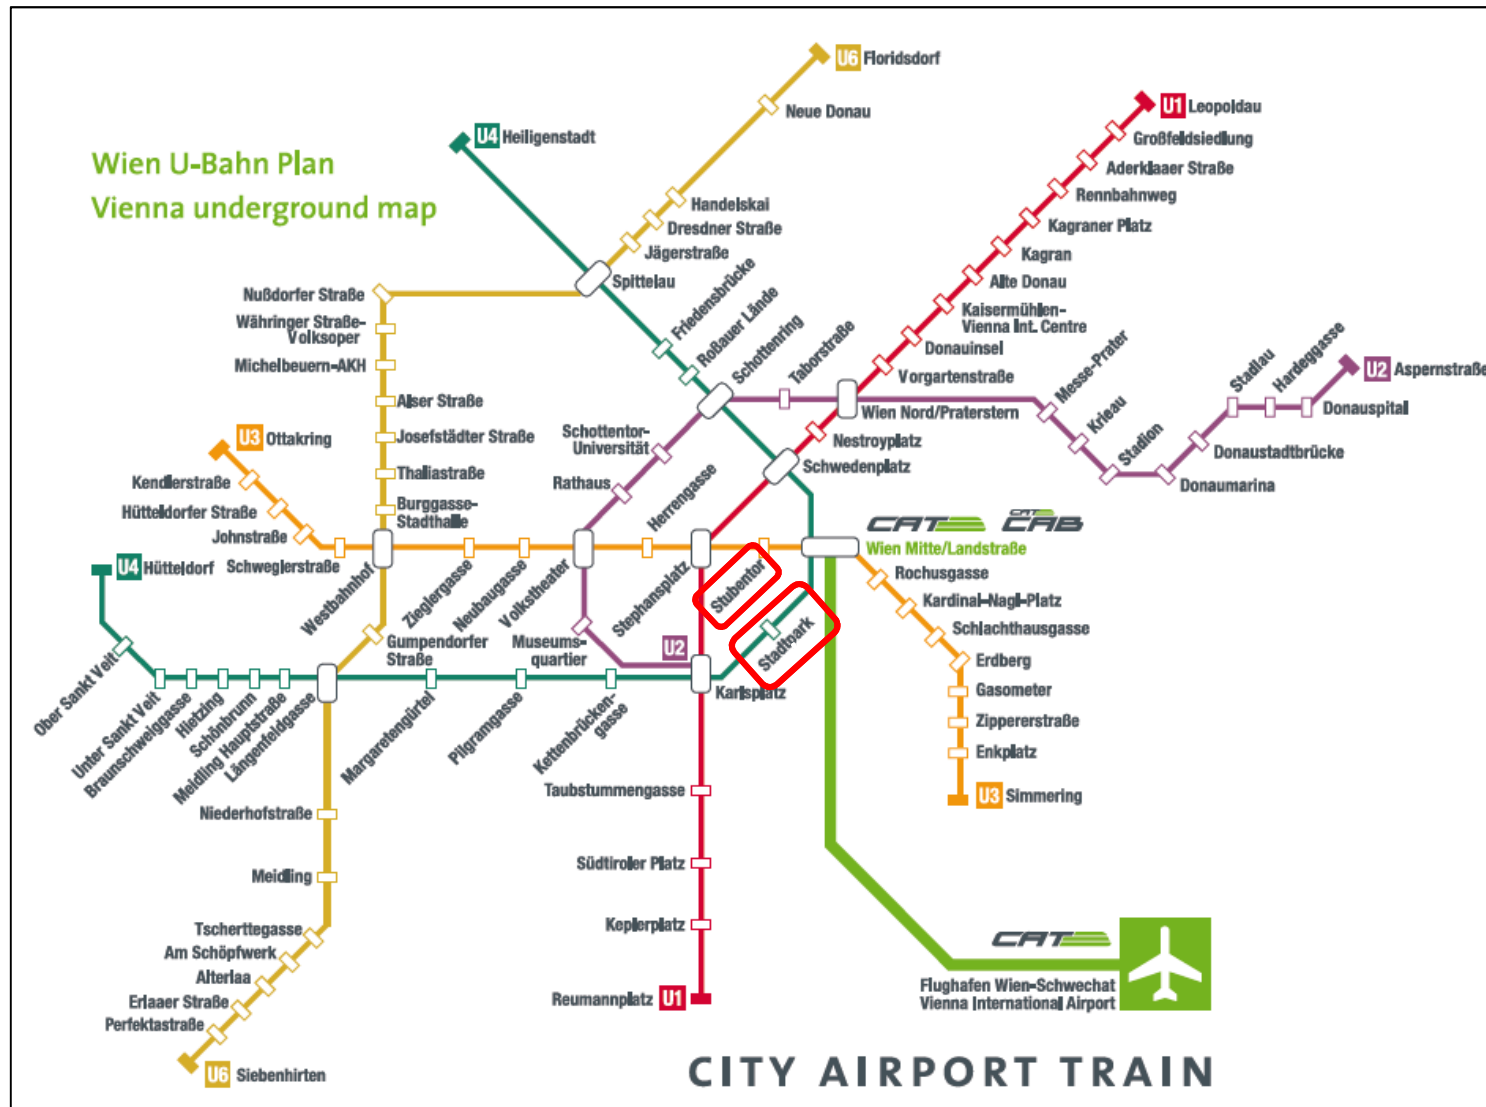 Wien U-Bahn Plan
Vienna underground map
U6 Floridsdorf
Neue Donau
Handelskai
Dresdner Straße
Jägerstraße
U4 Heiligenstadt
Spittelau
Friedensbrücke
Roßauer Lände
Schottenring
Taborstraße
U1 Leopoldau
Großfeldsiedlung
Aderklaaer Straße
Rennbahnweg
Kagraner Platz
Kagran
Alte Donau
Kaisermühlen-
Vienna Int. Centre
Donauinsel
Vorgartenstraße
Wien Nord/Praterstern
Nestroyplatz
Schwedenplatz
Messe-Prater
Krieau
Stadion
Donaumarina
Donaustadtbrücke
Stadlau
Hardeggasse
Donauspital
U2 Aspernstraße
Nußdorfer Straße
Währinger Straße-
Volksoper
Michelbeuern-AKH
Alser Straße
Josefstädter Straße
Thaliastraße
Burggasse-
Stadthalle
U3 Ottakring
Kendlerstraße
Hütteldorfer Straße
Johnstraße
Schweglerstraße
Westbahnhof
Zieglergasse
Neubaugasse
Volkstheater
Herrengasse
Stephansplatz
Stubentor
Stadtpark
Schottentor-
Universität
Rathaus
Museums-
quartier
U2
Karlsplatz
CAT
CAT
CAB
Wien Mitte/Landstraße
Rochusgasse
Kardinal-Nagl-Platz
Schlachthausgasse
Erdberg
Gasometer
Zippererstraße
Enkplatz
U3 Simmering
U4 Hütteldorf
Ober Sankt Veit
Unter Sankt Veit
Braunschweiggasse
Hietzing
Schönbrunn
Meidling Hauptstraße
Längenfeldgasse
Gumpendorfer
Straße
Margaretengürtel
Pilgramgasse
Kettenbrücken-
gasse
Taubstummengasse
Südtiroler Platz
Keplerplatz
Reumannplatz U1
Niederhofstraße
Meidling
Tscherttegasse
Am Schöpfwerk
Alterlaa
Erlaaer Straße
Perfektastraße
U6 Siebenhirten
CAT
Flughafen Wien-Schwechat
Vienna International Airport
CITY AIRPORT TRAIN